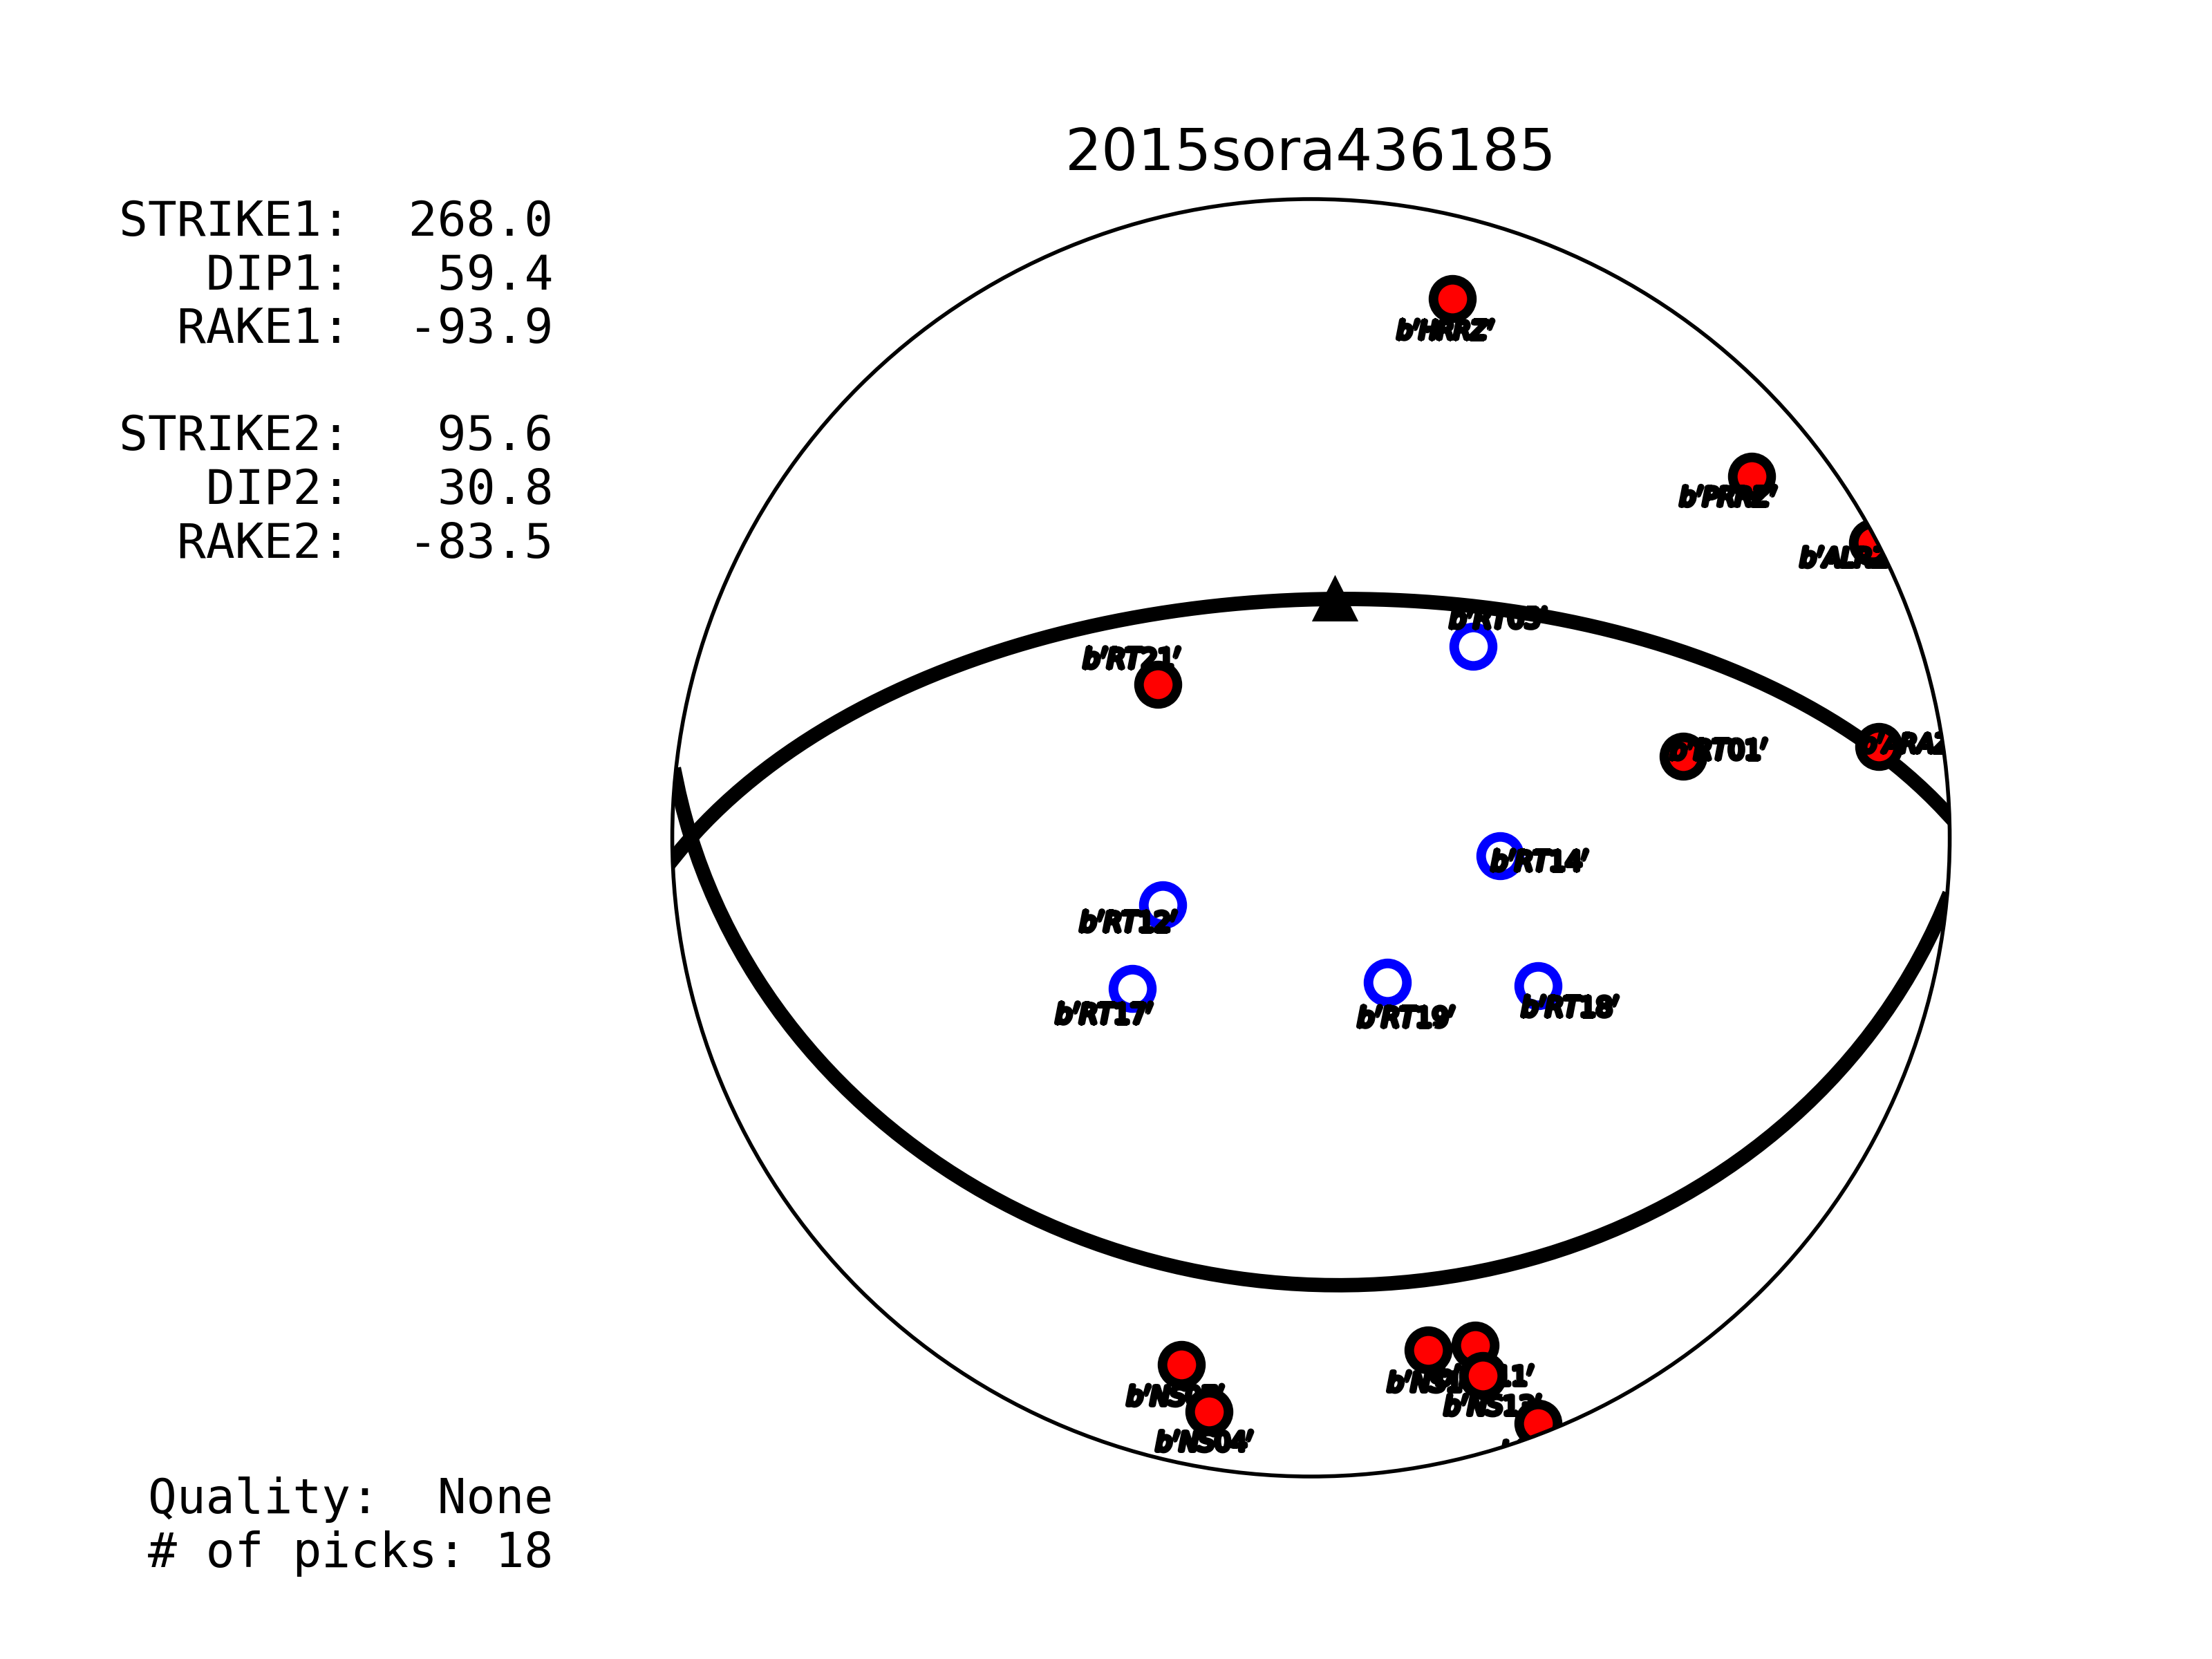 2015sora436185
STRIKE1: 268.0
DIP1: 59.4
RAKE1: -93.9
STRIKE2: 95.6
DIP2: 30.8
RAKE2: -83.5
b'HRRZ'
b'PRRZ'
b'RT21'
b'RT01'
b'RT14'
b'RT12'
b'RT17'
b'RT19'
b'RT18'
b'NS12'
b'NS04'
Quality: None
# of picks: 18